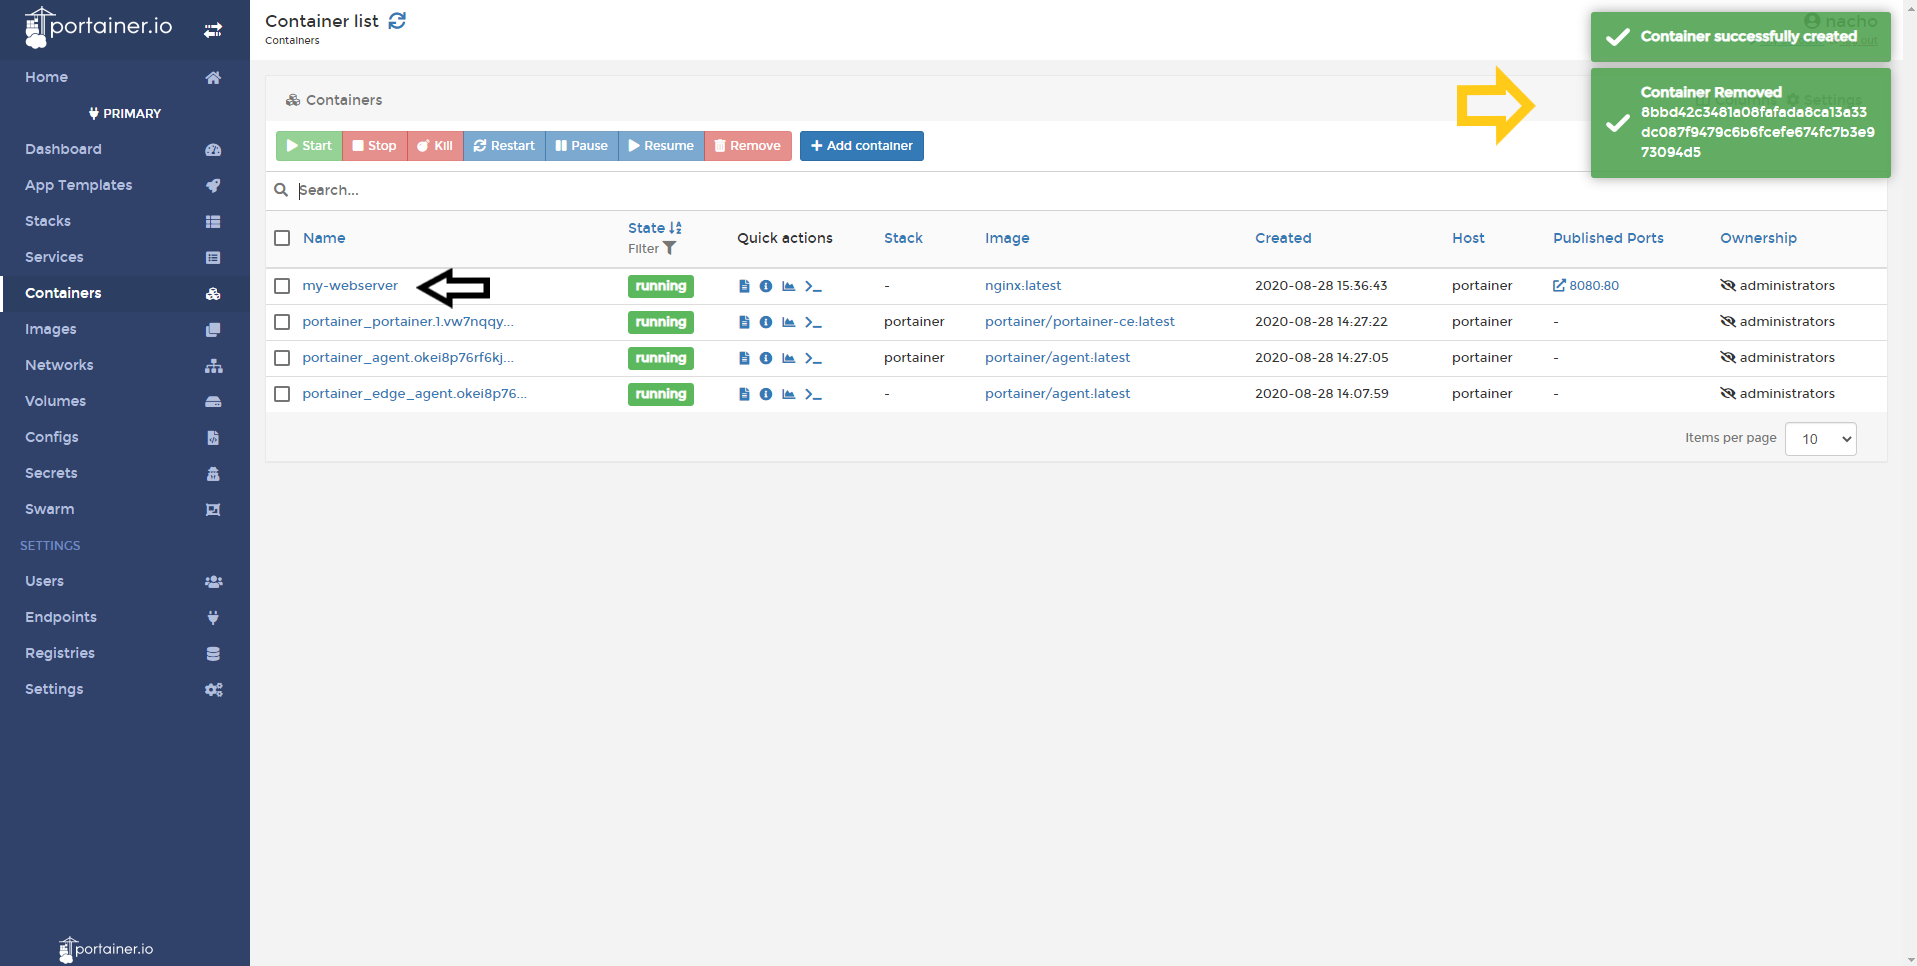 portainer.io
Home
PRIMARY
Dashboard
App Templates
Stacks
Services
Containers
Images
Networks
Volumes
Configs
Secrets
Swarm
SETTINGS
Users
Endpoints
Registries
Settings
portainer.io
Container list
Containers
nacho
Container successfully created
Container Removed
8bbd42c3481a08fafada8ca13a33
dc087f9479c6b6fcefe674fc7b3e9
73094d5
Containers
Columns Settings
Start Stop Kill Restart Pause Resume Remove Add container
Search...
Name State Filter Quick actions Stack Image Created Host Published Ports Ownership
my-webserver running - nginx:latest 2020-08-28 15:36:43 portainer 8080:80 administrators
portainer_portainer.1.vw7nqqy... running portainer portainer/portainer-ce:latest 2020-08-28 14:27:22 portainer - administrators
portainer_agent.okei8p76rf6kj... running portainer portainer/agent:latest 2020-08-28 14:27:05 portainer - administrators
portainer_edge_agent.okei8p76... running - portainer/agent:latest 2020-08-28 14:07:59 portainer - administrators
Items per page 10